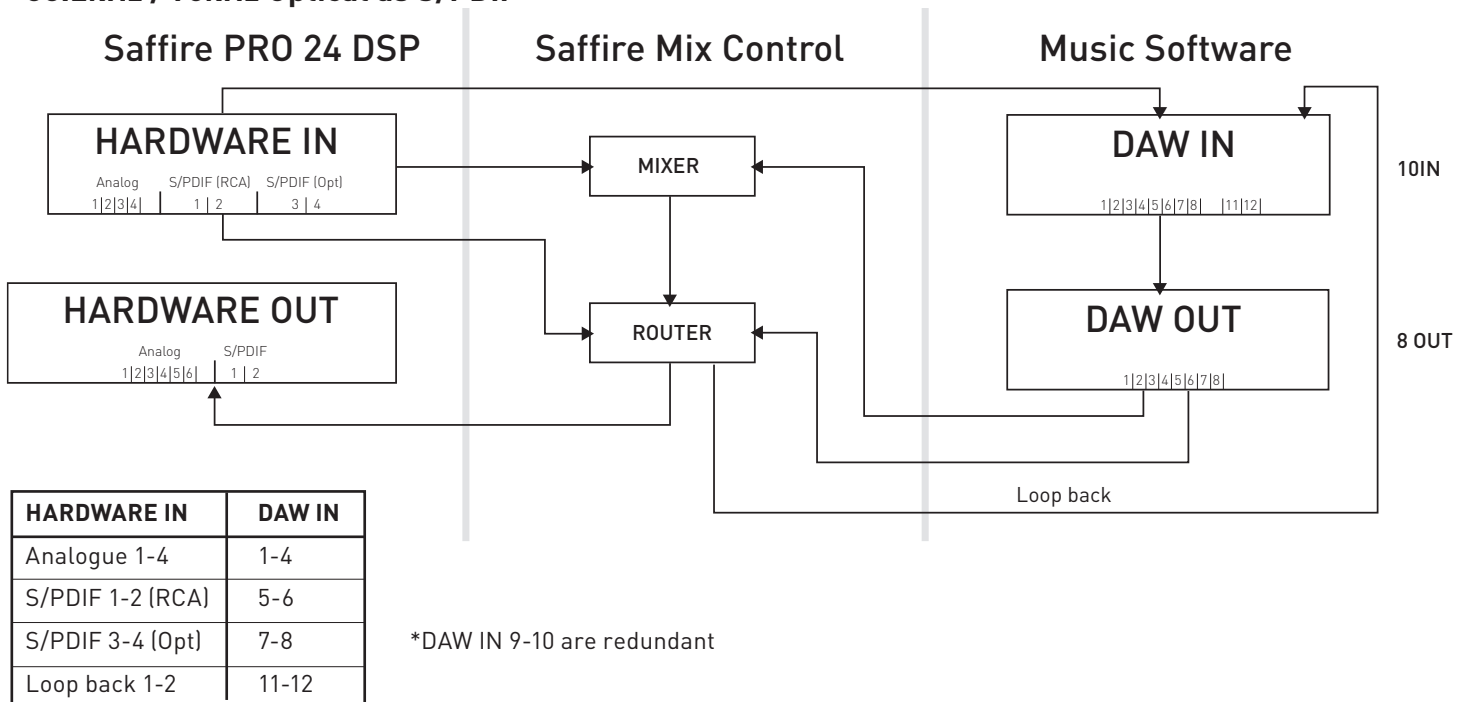 Saffire PRO 24 DSP
Saffire Mix Control
Music Software
HARDWARE IN
Analog S/PDIF (RCA) S/PDIF (Opt)
1|2|3|4| 1 | 2 3 | 4
MIXER
DAW IN
1|2|3|4|5|6|7|8| |11|12|
10IN
HARDWARE OUT
Analog S/PDIF
1|2|3|4|5|6| 1 | 2
ROUTER
DAW OUT
1|2|3|4|5|6|7|8|
8 OUT
Loop back
HARDWARE IN DAW IN
Analogue 1-4 1-4
S/PDIF 1-2 (RCA) 5-6
S/PDIF 3-4 (Opt) 7-8
Loop back 1-2 11-12
*DAW IN 9-10 are redundant